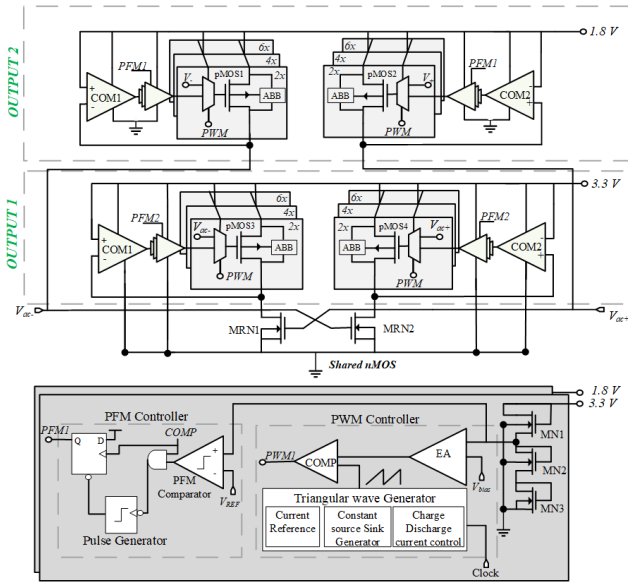 OUTPUT 2
1.8 V
6x
4x
2x
PFM1
V-
pMOS1
ABB
COM1
PWM
6x
4x
2x
pMOS2
V+
PFM1
ABB
COM2
PWM
OUTPUT 1
3.3 V
6x
4x
2x
PFM2
Vac-
pMOS3
ABB
COM1
PWM
6x
4x
2x
pMOS4
Vac+
PFM2
ABB
COM2
PWM
Vac-
Vac+
MRN1
MRN2
Shared nMOS
1.8 V
3.3 V
PFM Controller
PFM1
Q
D
COMP
PFM
Comparator
VREF
Pulse Generator
PWM Controller
PWM1
COMP
EA
Vbias
Triangular wave Generator
Current
Reference
Constant
source Sink
Generator
Charge
Discharge
current control
Clock
MN1
MN2
MN3